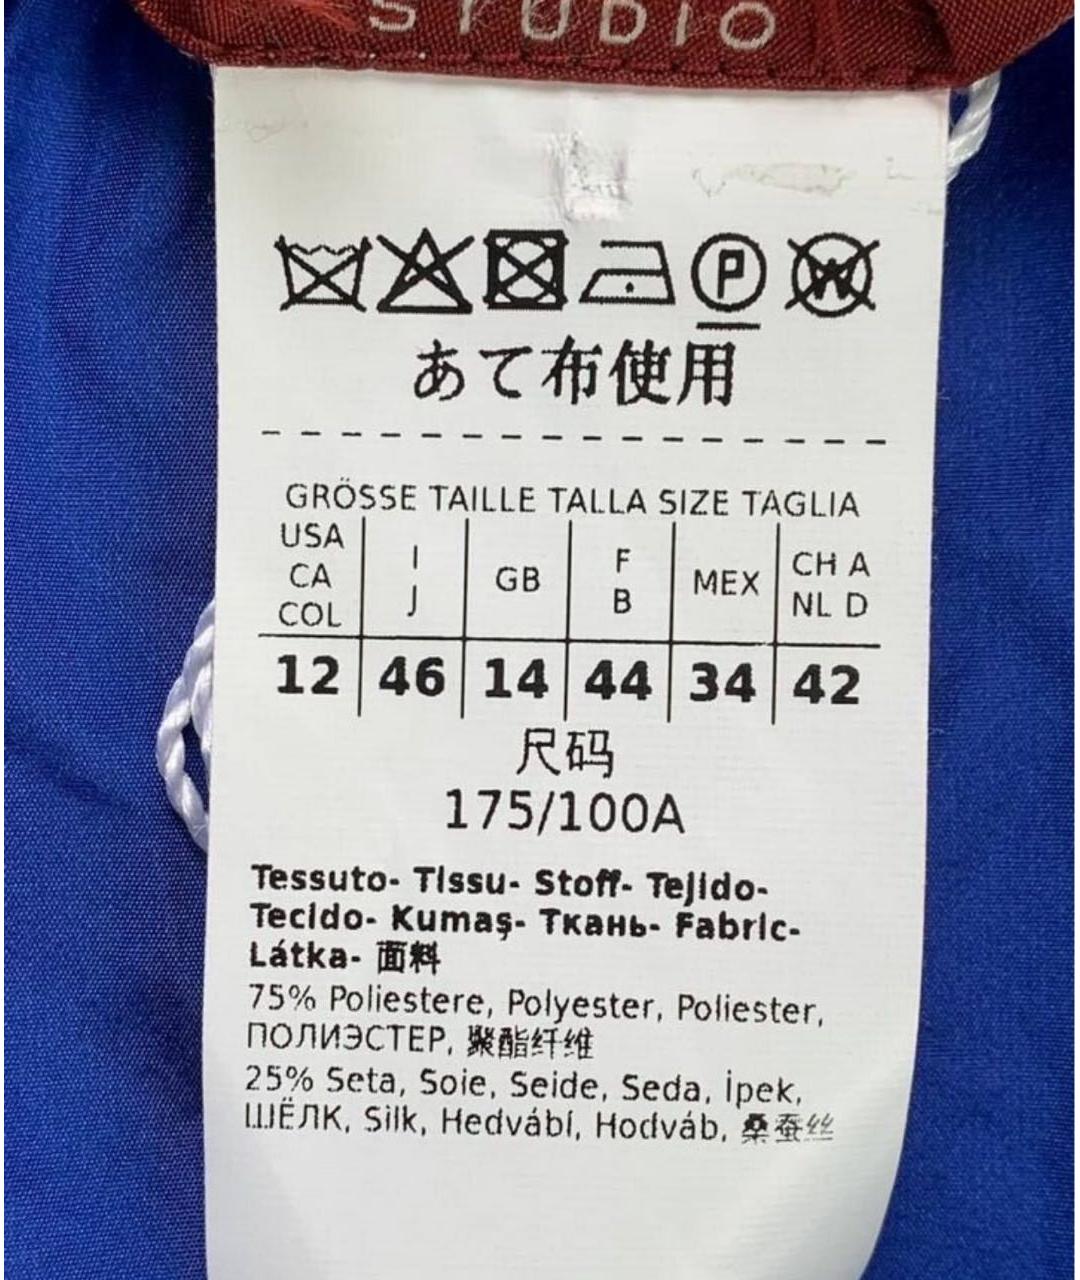 STUDIO
P
W
あて布使用
GRÖSSE TAILLE TALLA SIZE TAGLIA
USA CA COL I J GB F B MEX CH A NL D
12 46 14 44 34 42
尺码
175/100A
Tessuto- Tissu- Stoff- Tejido-
Tecido- Kumaş- Ткань- Fabric-
Látka- 面料
75% Poliestere, Polyester, Poliester,
ПОЛИЭСТЕР, 聚酯纤维
25% Seta, Soie, Seide, Seda, İpek,
ШЁЛК, Silk, Hedvábí, Hodváb, 桑蚕丝